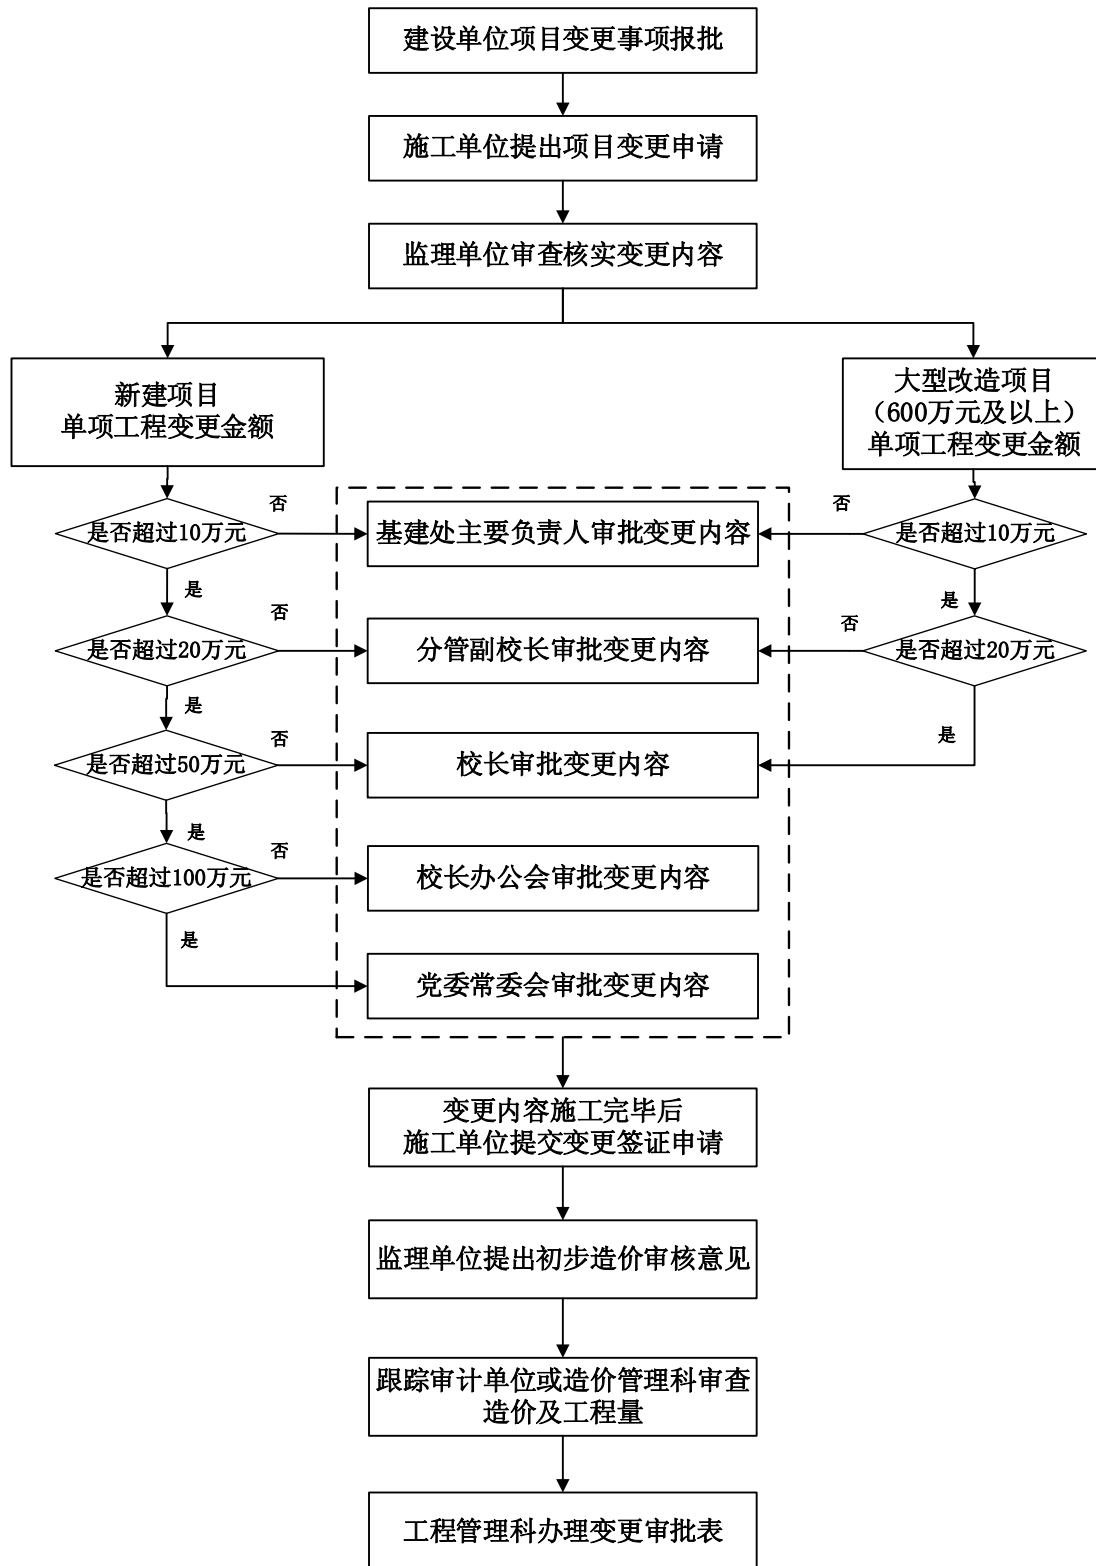 建设单位项目变更事项报批
施工单位提出项目变更申请
监理单位审查核实变更内容
新建项目
单项工程变更金额
大型改造项目
（600万元及以上）
单项工程变更金额
是否超过10万元
否
基建处主要负责人审批变更内容
否
是否超过10万元
是
是
是否超过20万元
否
分管副校长审批变更内容
否
是否超过20万元
是
是
是否超过50万元
否
校长审批变更内容
是
是否超过100万元
否
校长办公会审批变更内容
是
党委常委会审批变更内容
变更内容施工完毕后
施工单位提交变更签证申请
监理单位提出初步造价审核意见
跟踪审计单位或造价管理科审查
造价及工程量
工程管理科办理变更审批表